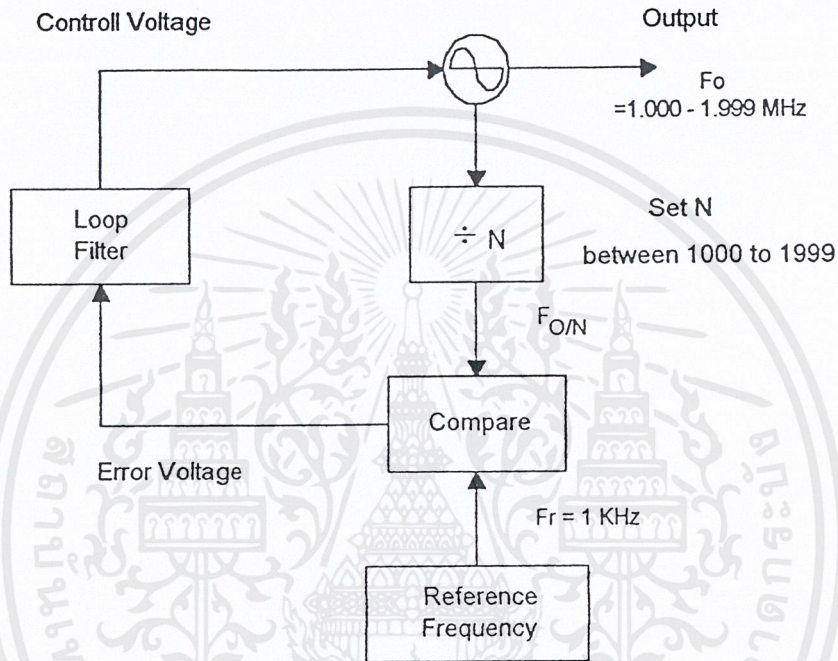 Controll Voltage
Output
Fo
=1.000 - 1.999 MHz
Loop
Filter
÷ N
Set N
between 1000 to 1999
F_{O/N}
Compare
Error Voltage
Fr = 1 KHz
Reference
Frequency